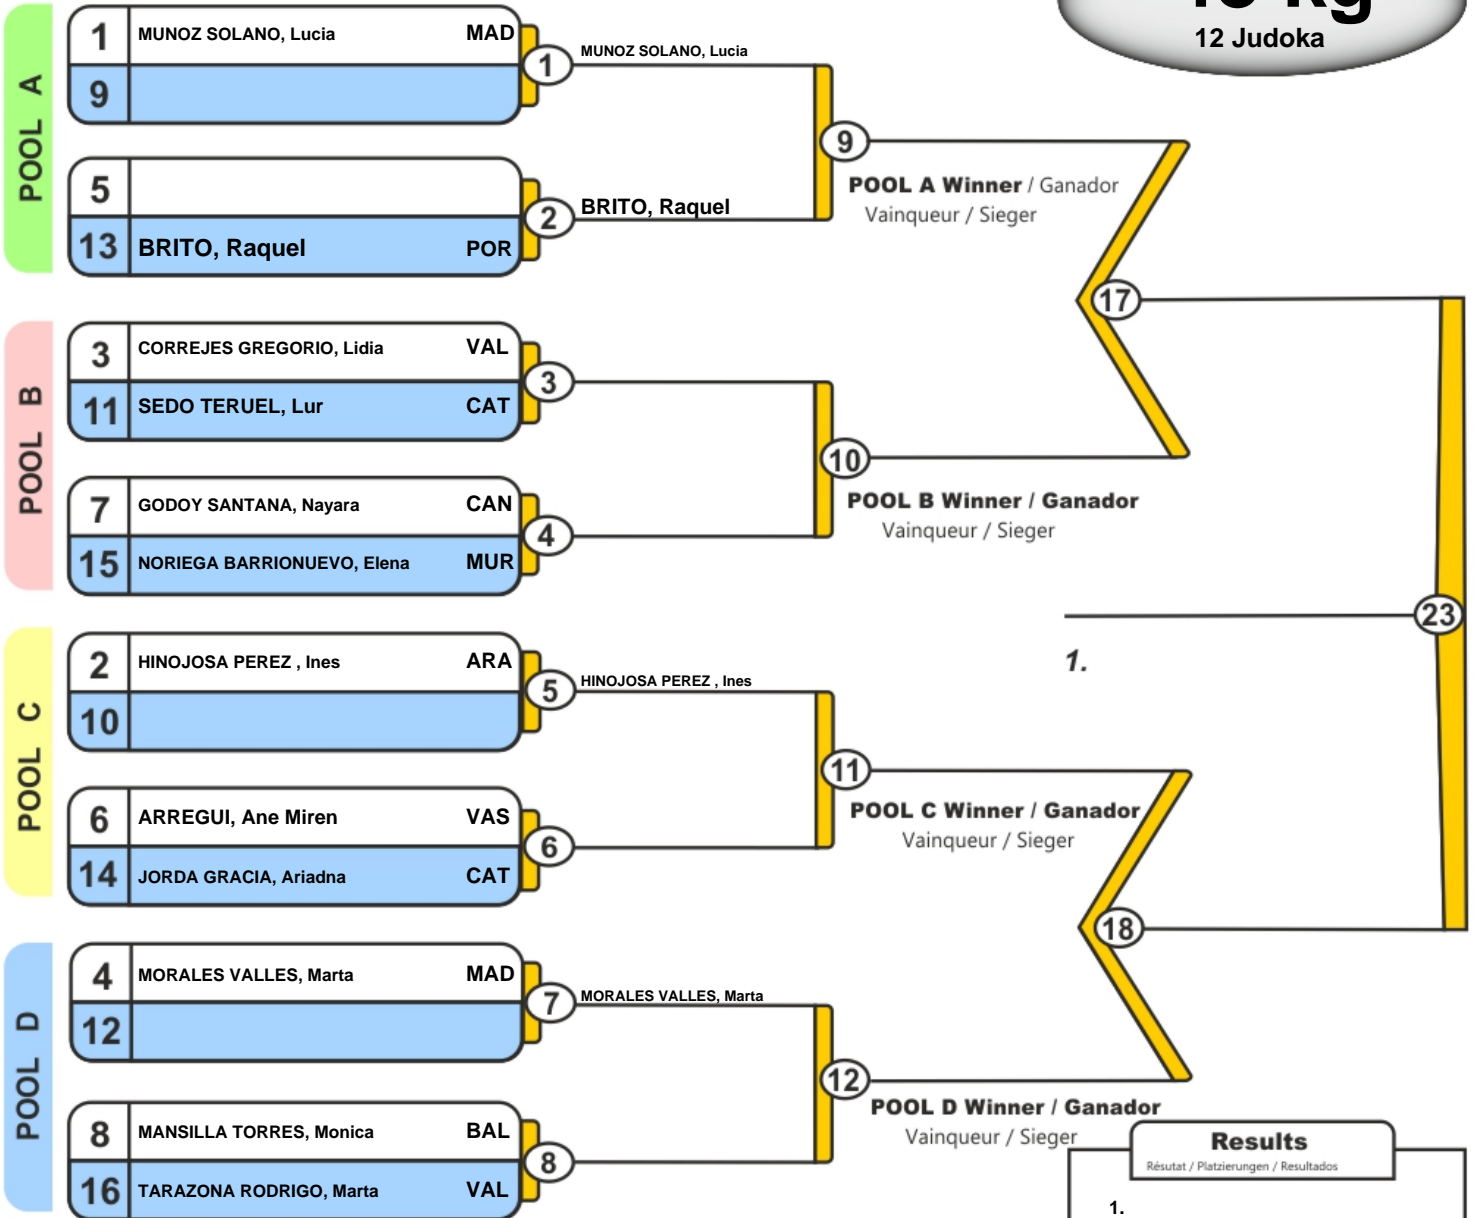 12 Judoka
POOL A
1 MUNOZ SOLANO, Lucia MAD
9
1
MUNOZ SOLANO, Lucia
5
13 BRITO, Raquel POR
2
BRITO, Raquel
9
POOL A Winner / Ganador
Vainqueur / Sieger
POOL B
3 CORREJES GREGORIO, Lidia VAL
11 SEDO TERUEL, Lur CAT
3
7 GODOY SANTANA, Nayara CAN
15 NORIEGA BARRIONUEVO, Elena MUR
4
10
POOL B Winner / Ganador
Vainqueur / Sieger
17
POOL C
2 HINOJOSA PEREZ , Ines ARA
10
5
HINOJOSA PEREZ , Ines
6 ARREGUI, Ane Miren VAS
14 JORDA GRACIA, Ariadna CAT
6
11
POOL C Winner / Ganador
Vainqueur / Sieger
POOL D
4 MORALES VALLES, Marta MAD
12
7
MORALES VALLES, Marta
8 MANSILLA TORRES, Monica BAL
16 TARAZONA RODRIGO, Marta VAL
8
12
POOL D Winner / Ganador
Vainqueur / Sieger
18
23
1.
Results
Résutat / Platzierungen / Resultados
1.